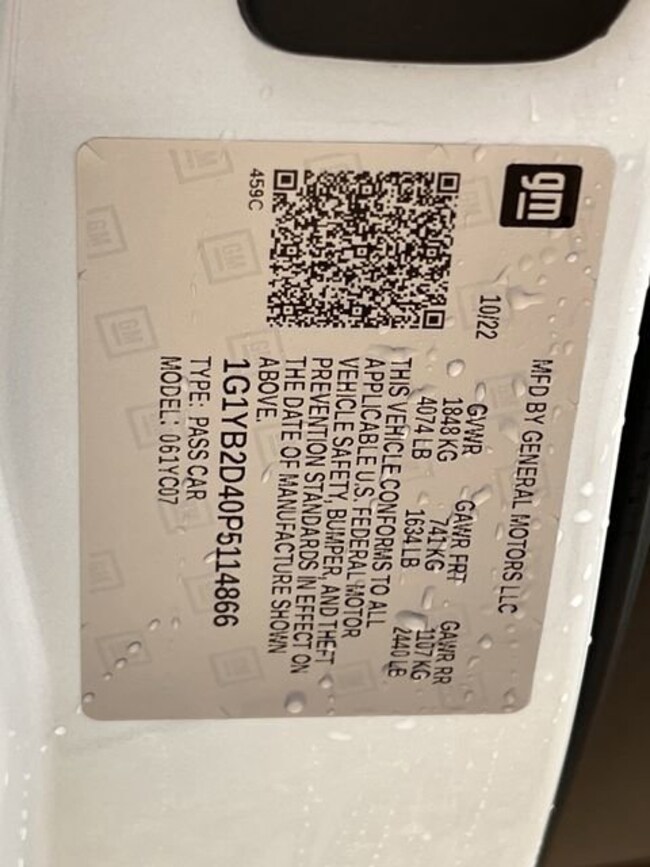 gm
MFD BY GENERAL MOTORS LLC
10/22
GVWR GAWR FRT GAWR RR
1848 KG 741 KG 1107 KG
4074 LB 1634 LB 2440 LB
THIS VEHICLE CONFORMS TO ALL
APPLICABLE U.S. FEDERAL MOTOR
VEHICLE SAFETY, BUMPER, AND THEFT
PREVENTION STANDARDS IN EFFECT ON
THE DATE OF MANUFACTURE SHOWN
ABOVE.
459C
1G1YB2D40P5114866
TYPE: PASS CAR
MODEL: 061YC07